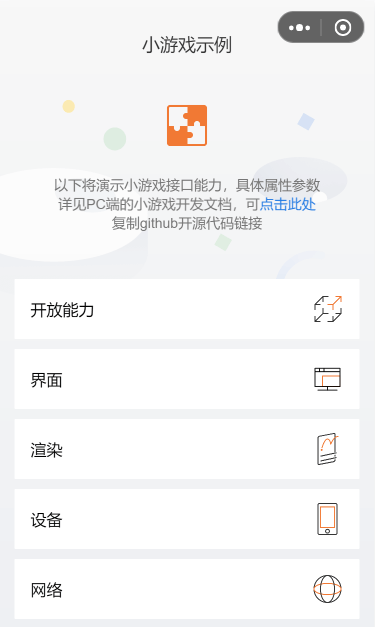 小游戏示例
以下将演示小游戏接口能力，具体属性参数
详见PC端的小游戏开发文档，可点击此处
复制github开源代码链接
开放能力
界面
渲染
设备
网络